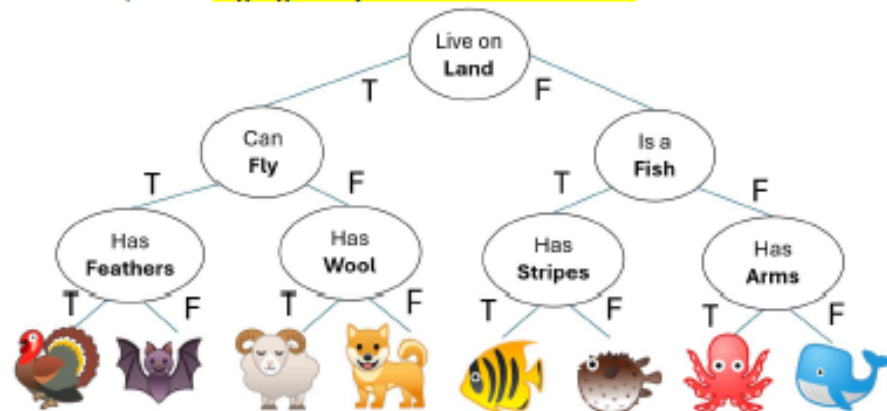 Live on
Land
T
F
Can
Fly
Is a
Fish
T
F
T
F
Has
Feathers
Has
Wool
Has
Stripes
Has
Arms
T
F
T
F
T
F
T
F